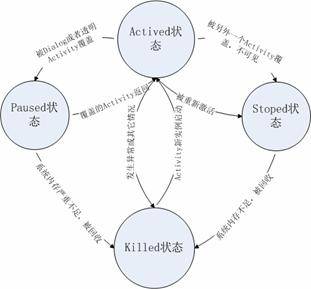 Actived状
态
被Dialog或者透明
Activity覆盖
被另外一个Activity覆
盖，不可见
Paused状
态
覆盖的Activity返回
被重新激活
Stoped状
态
发生异常或其它情况
Activity新实例启动
系统内存严重不足，被回收
系统内存不足，被回收
Killed状态